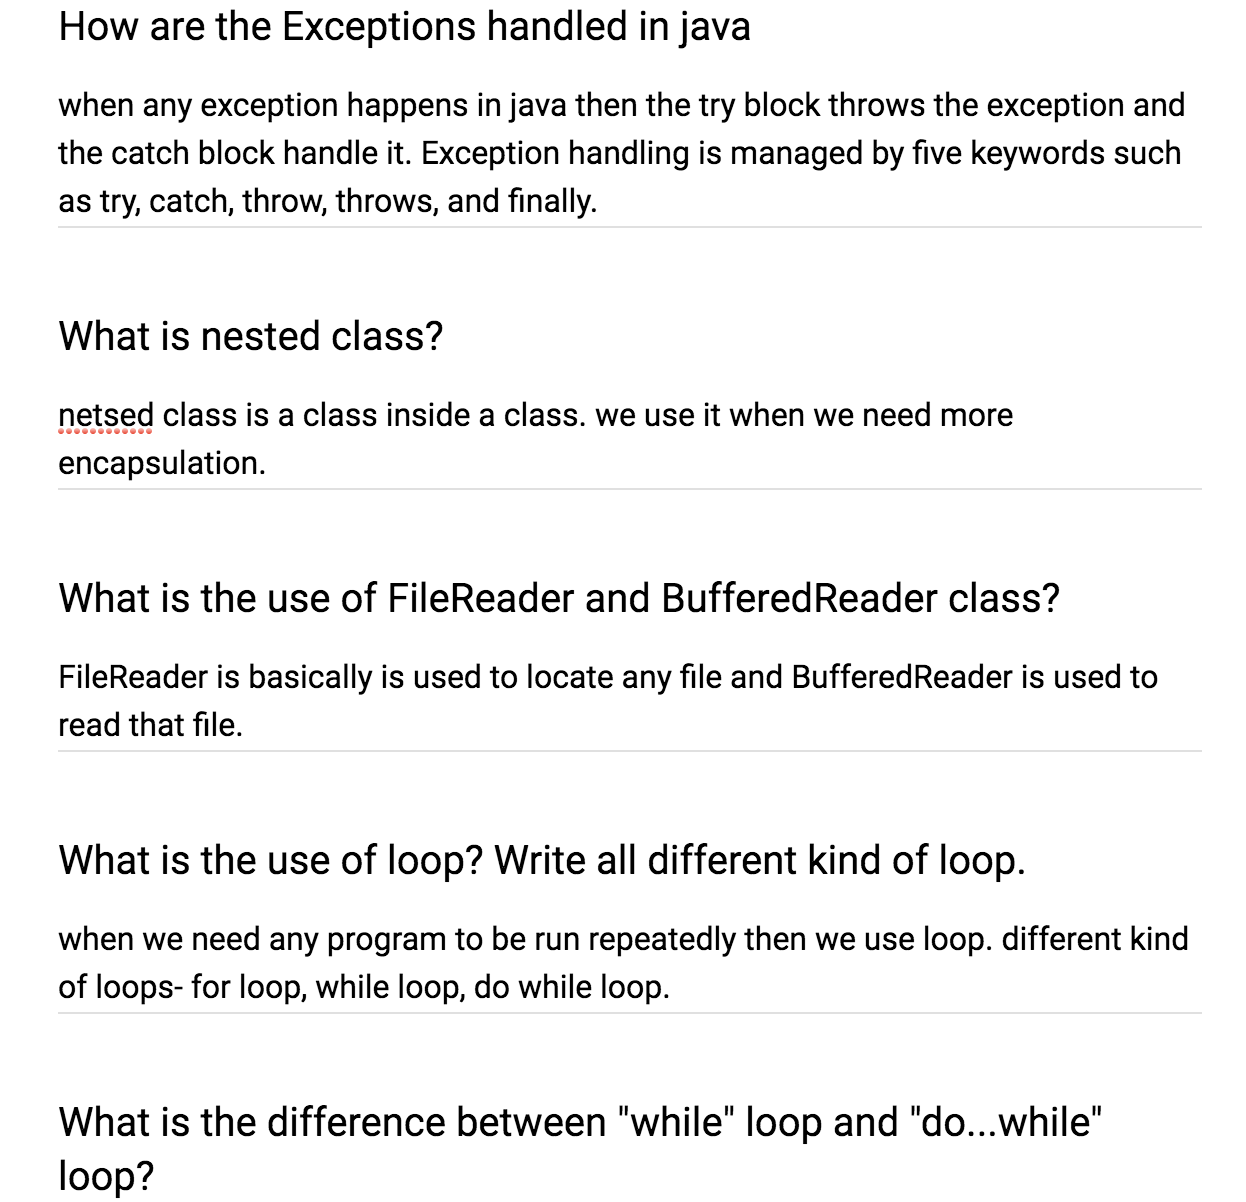 How are the Exceptions handled in java
when any exception happens in java then the try block throws the exception and
the catch block handle it. Exception handling is managed by five keywords such
as try, catch, throw, throws, and finally.
What is nested class?
netsed class is a class inside a class. we use it when we need more
encapsulation.
What is the use of FileReader and BufferedReader class?
FileReader is basically is used to locate any file and BufferedReader is used to
read that file.
What is the use of loop? Write all different kind of loop.
when we need any program to be run repeatedly then we use loop. different kind
of loops- for loop, while loop, do while loop.
What is the difference between "while" loop and "do...while"
loop?